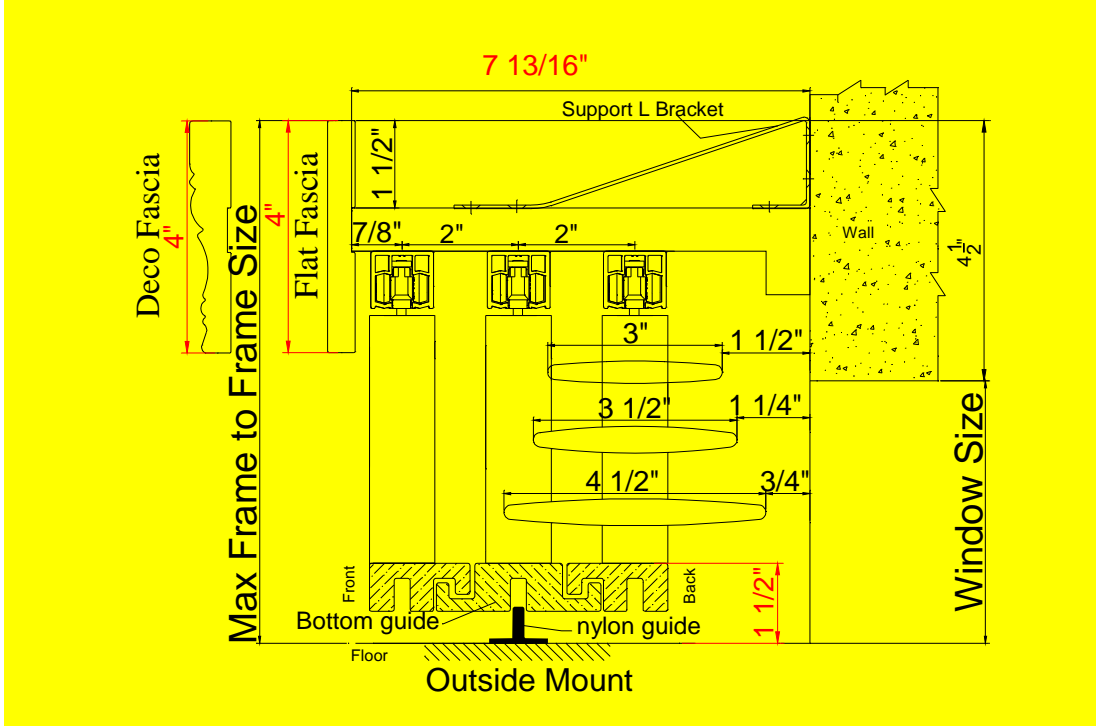 7 13/16"
Support L Bracket
1 1/2"
Deco Fascia
4"
Max Frame to Frame Size
4"
Flat Fascia
7/8"
2"
2"
Wall
4 1/2"
3"
1 1/2"
3 1/2"
1 1/4"
4 1/2"
3/4"
Window Size
Front
Back
1 1/2"
Bottom guide
nylon guide
Floor
Outside Mount